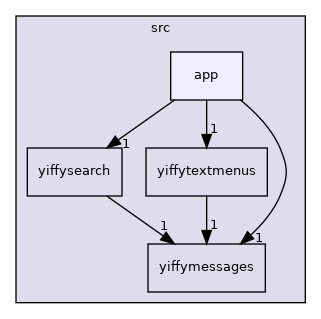 src
app
1
1
yiffysearch
yiffytextmenus
1
1
1
yiffymessages